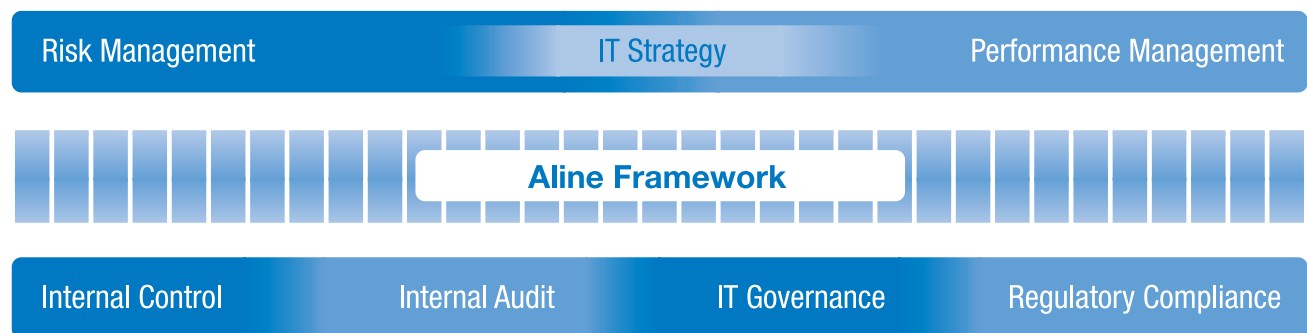 Risk Management IT Strategy Performance Management
Aline Framework
Internal Control Internal Audit IT Governance Regulatory Compliance